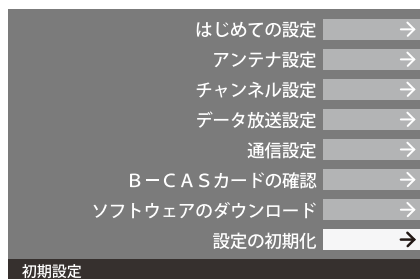 はじめての設定
アンテナ設定
チャンネル設定
データ放送設定
通信設定
B－CASカードの確認
ソフトウェアのダウンロード
設定の初期化
初期設定